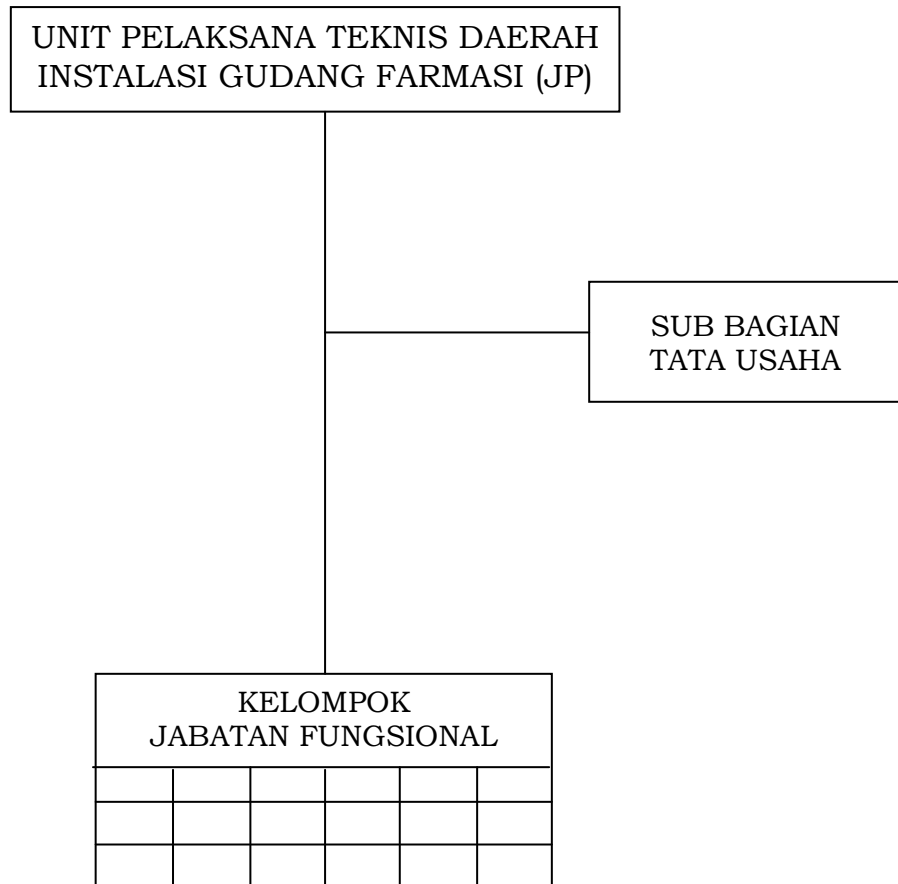 UNIT PELAKSANA TEKNIS DAERAH
INSTALASI GUDANG FARMASI (JP)
SUB BAGIAN
TATA USAHA
KELOMPOK
JABATAN FUNGSIONAL